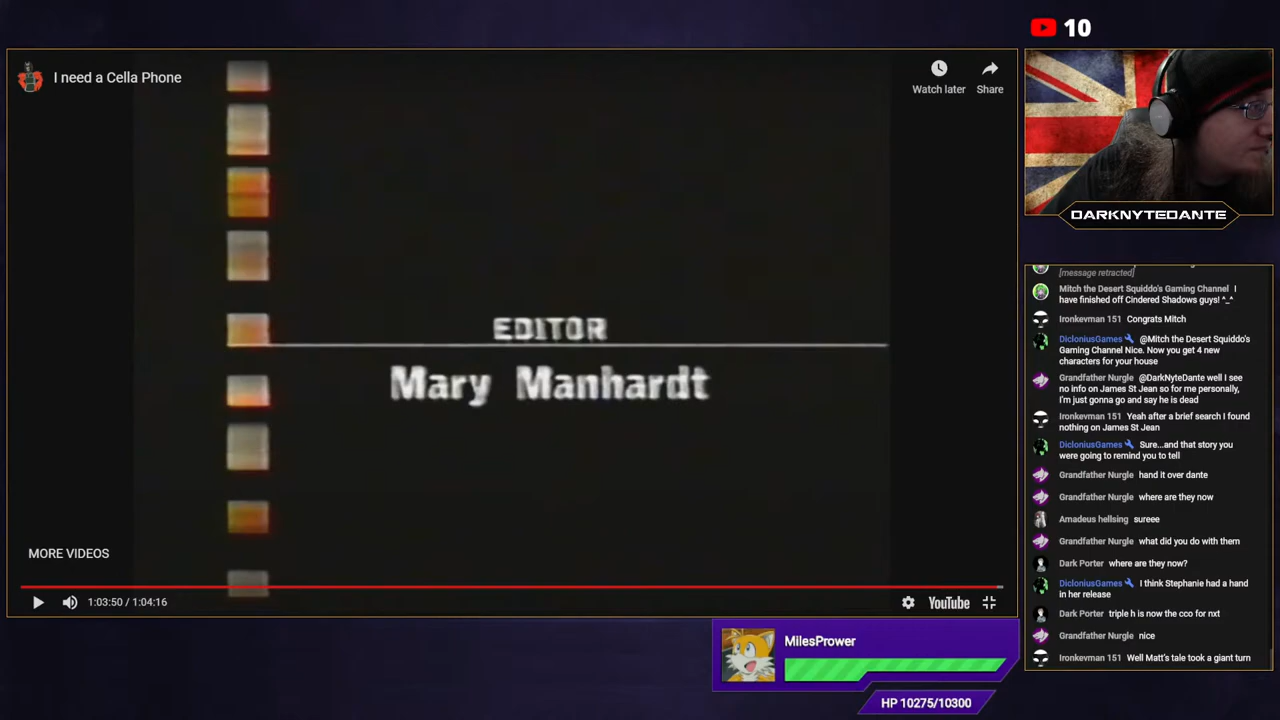 10
I need a Cella Phone
Watch later
Share
EDITOR
Mary Manhardt
MORE VIDEOS
1:03:50 / 1:04:16
YouTube
DARKNYTEDANTE
[message retracted]
Mitch the Desert Squiddo's Gaming Channel I
have finished off Cindered Shadows guys! ^_^
Ironkevman 151 Congrats Mitch
DicloniusGames @Mitch the Desert Squiddo's
Gaming Channel Nice. Now you get 4 new
characters for your house
Grandfather Nurgle @DarkNyteDante well I see
no info on James St Jean so for me personally,
I'm just gonna go and say he is dead
Ironkevman 151 Yeah after a brief search I found
nothing on James St Jean
DicloniusGames Sure...and that story you
were going to remind you to tell
Grandfather Nurgle hand it over dante
Grandfather Nurgle where are they now
Amadeus hellsing sureee
Grandfather Nurgle what did you do with them
Dark Porter where are they now?
DicloniusGames I think Stephanie had a hand
in her release
Dark Porter triple h is now the cco for nxt
Grandfather Nurgle nice
Ironkevman 151 Well Matt's tale took a giant turn
MilesPrower
HP 10275/10300